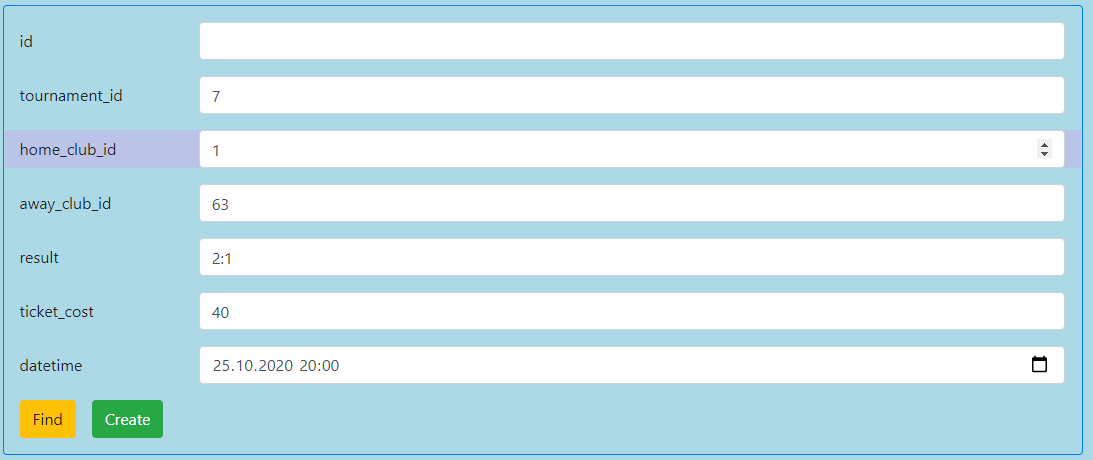 id
tournament_id 7
home_club_id 1
away_club_id 63
result 2:1
ticket_cost 40
datetime 25.10.2020 20:00
Find Create